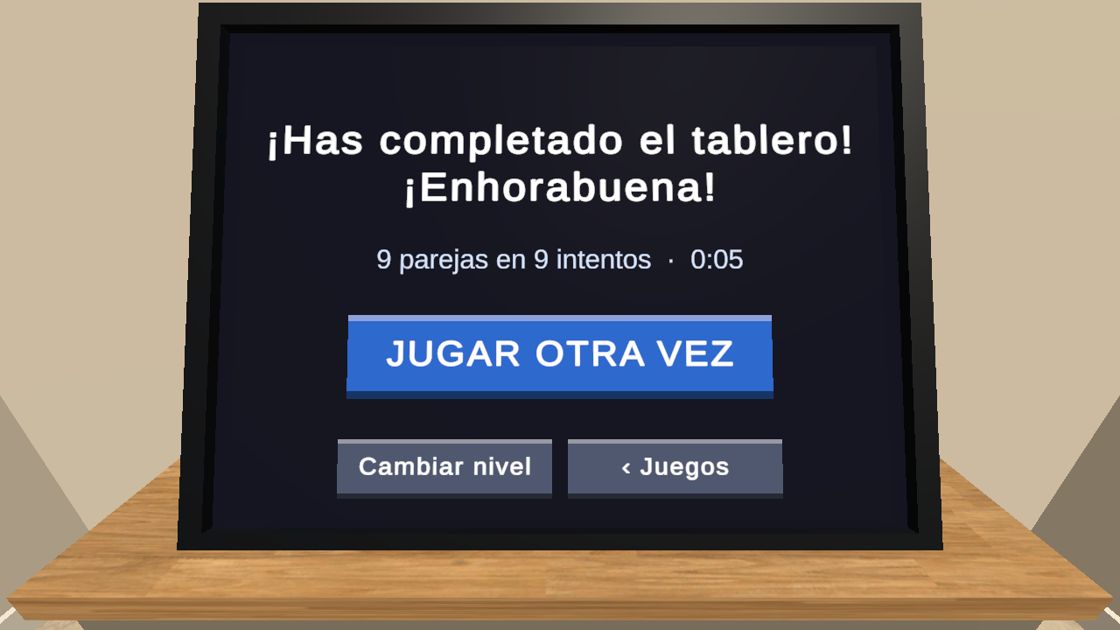 ¡Has completado el tablero!
¡Enhorabuena!
9 parejas en 9 intentos · 0:05
JUGAR OTRA VEZ
Cambiar nivel
‹ Juegos